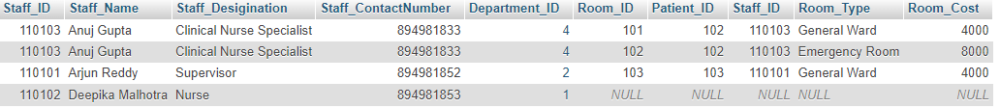 Staff_ID Staff_Name Staff_Designation Staff_ContactNumber Department_ID Room_ID Patient_ID Staff_ID Room_Type Room_Cost
110103 Anuj Gupta Clinical Nurse Specialist 894981833 4 101 102 110103 General Ward 4000
110103 Anuj Gupta Clinical Nurse Specialist 894981833 4 102 102 110103 Emergency Room 8000
110101 Arjun Reddy Supervisor 894981852 2 103 103 110101 General Ward 4000
110102 Deepika Malhotra Nurse 894981853 1 NULL NULL NULL NULL NULL